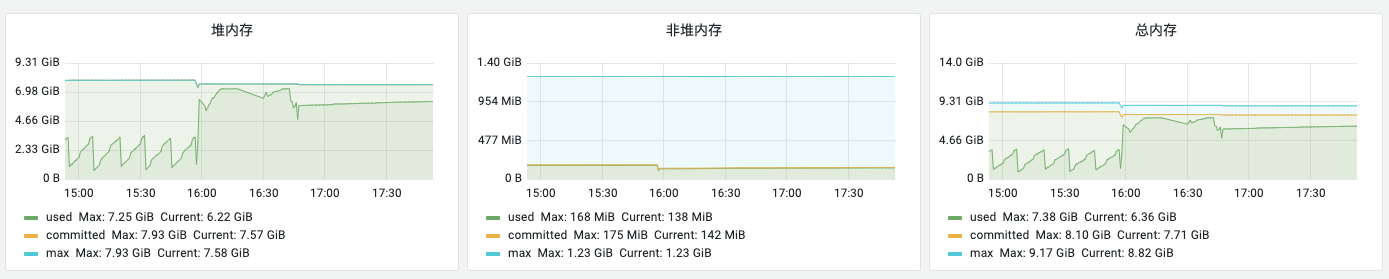 堆内存
9.31 GiB
6.98 GiB
4.66 GiB
2.33 GiB
0 B
15:00 15:30 16:00 16:30 17:00 17:30
used Max: 7.25 GiB Current: 6.22 GiB
committed Max: 7.93 GiB Current: 7.57 GiB
max Max: 7.93 GiB Current: 7.58 GiB
非堆内存
1.40 GiB
954 MiB
477 MiB
0 B
15:00 15:30 16:00 16:30 17:00 17:30
used Max: 168 MiB Current: 138 MiB
committed Max: 175 MiB Current: 142 MiB
max Max: 1.23 GiB Current: 1.23 GiB
总内存
14.0 GiB
9.31 GiB
4.66 GiB
0 B
15:00 15:30 16:00 16:30 17:00 17:30
used Max: 7.38 GiB Current: 6.36 GiB
committed Max: 8.10 GiB Current: 7.71 GiB
max Max: 9.17 GiB Current: 8.82 GiB